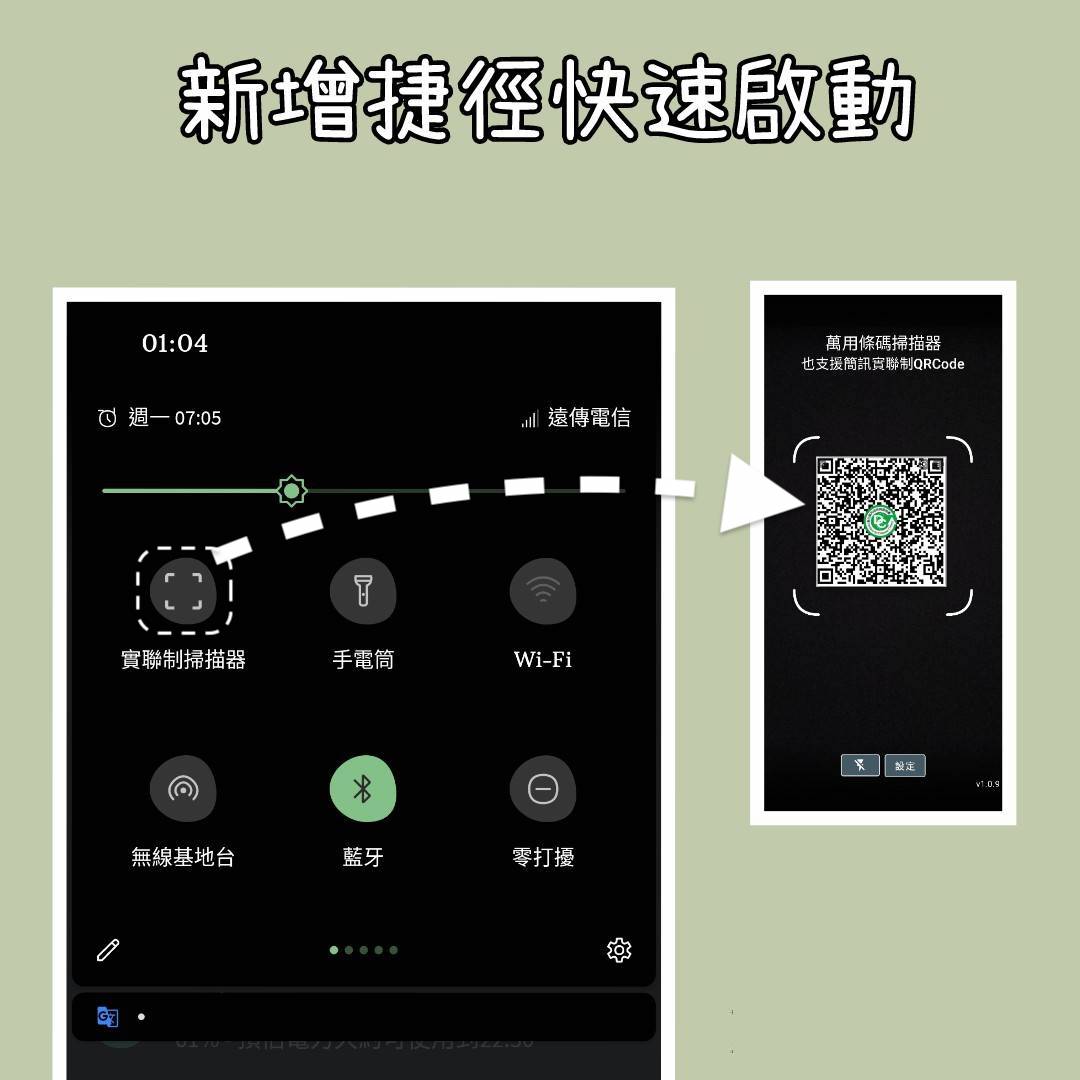 新增捷徑快速啟動
01:04
週一 07:05
遠傳電信
實聯制掃描器
手電筒
Wi-Fi
無線基地台
藍牙
零打擾
萬用條碼掃描器
也支援簡訊實聯制QRCode
設定
v1.0.9